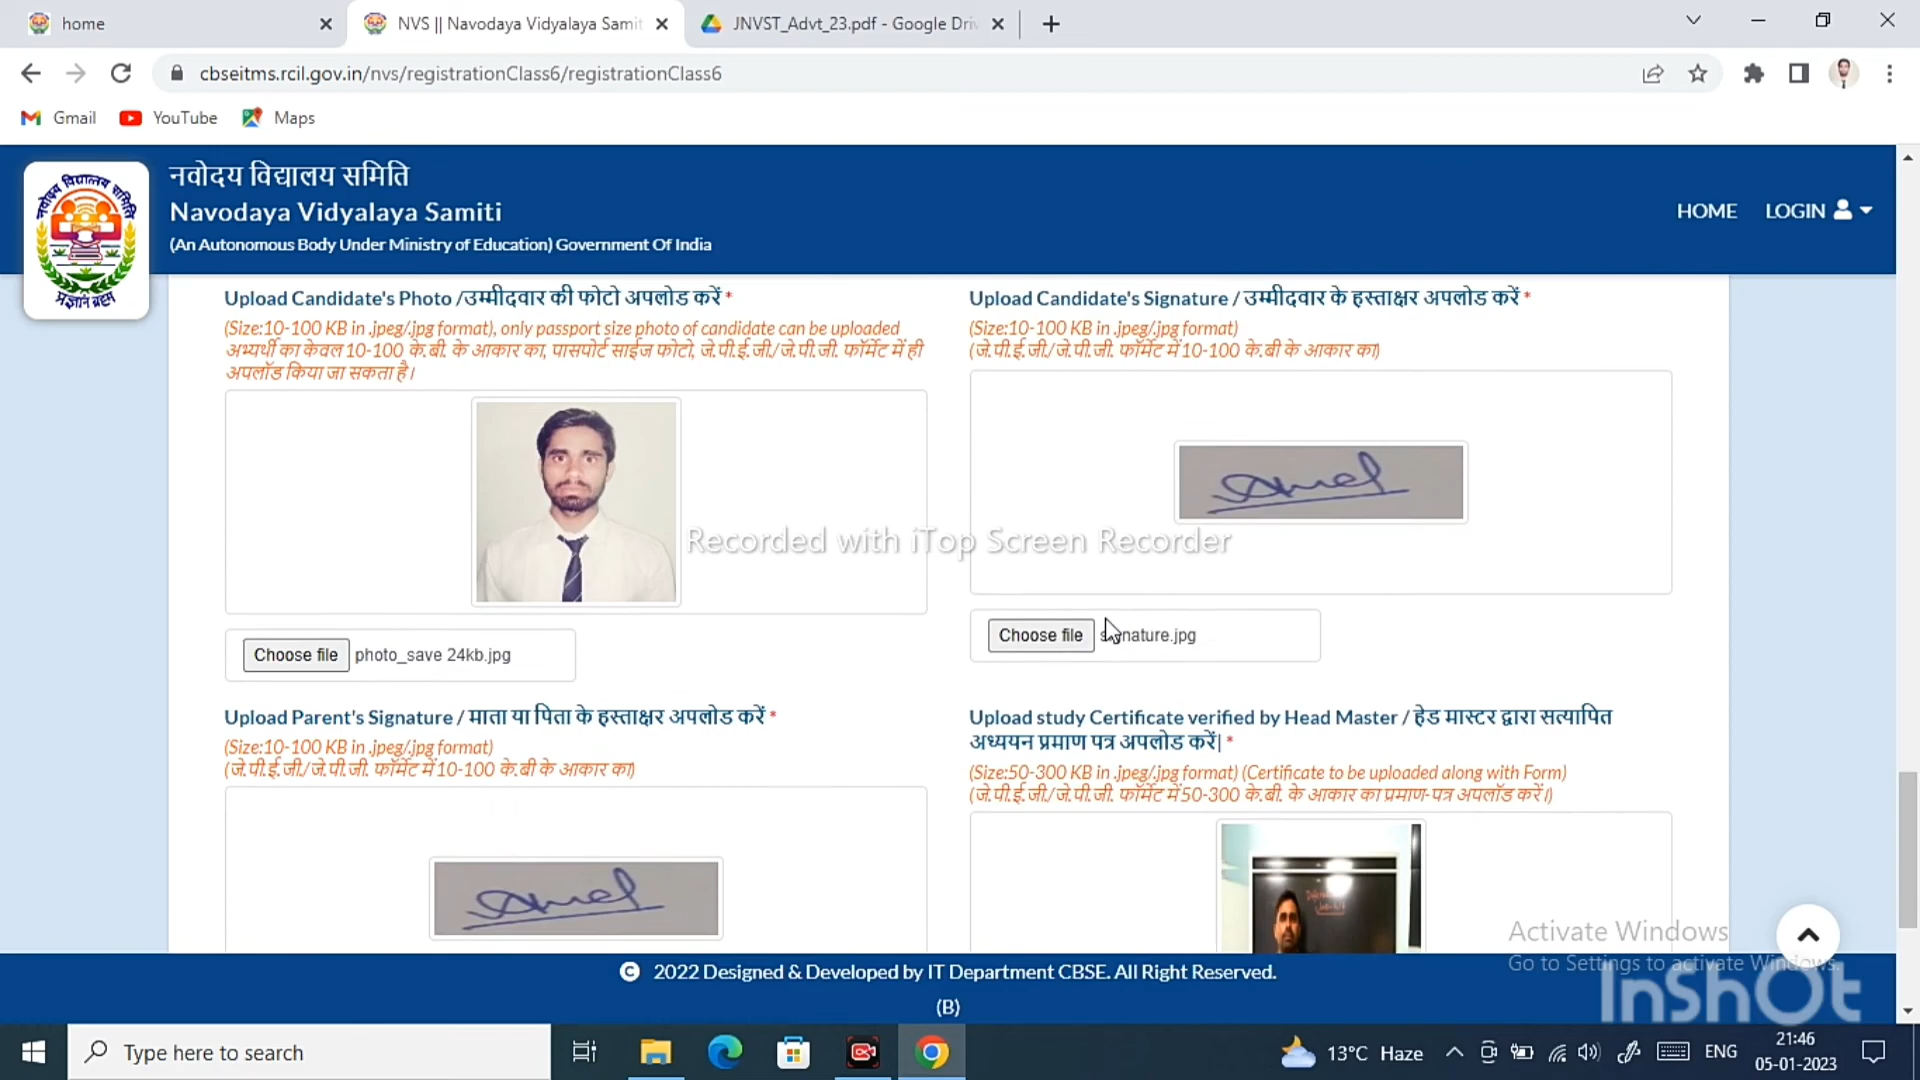 home
NVS || Navodaya Vidyalaya Samit
JNVST_Advt_23.pdf - Google Driv
cbseitms.rcil.gov.in/nvs/registrationClass6/registrationClass6
Gmail
YouTube
Maps
नवोदय विद्यालय समिति
Navodaya Vidyalaya Samiti
(An Autonomous Body Under Ministry of Education) Government Of India
HOME
LOGIN
Upload Candidate's Photo /उम्मीदवार की फोटो अपलोड करें *
(Size:10-100 KB in .jpeg/.jpg format), only passport size photo of candidate can be uploaded
अभ्यर्थी का केवल 10-100 के.बी. के आकार का, पासपोर्ट साईज फोटो, जे.पी.ई.जी./जे.पी.जी. फॉर्मेट में ही
अपलॉड किया जा सकता है।
Upload Candidate's Signature / उम्मीदवार के हस्ताक्षर अपलोड करें *
(Size:10-100 KB in .jpeg/.jpg format)
(जे.पी.ई.जी./जे.पी.जी. फॉर्मेट में 10-100 के.बी के आकार का)
Recorded with iTop Screen Recorder
Choose file photo_save 24kb.jpg
Choose file signature.jpg
Upload Parent's Signature / माता या पिता के हस्ताक्षर अपलोड करें *
(Size:10-100 KB in .jpeg/.jpg format)
(जे.पी.ई.जी./जे.पी.जी. फॉर्मेट में 10-100 के.बी के आकार का)
Upload study Certificate verified by Head Master / हेड मास्टर द्वारा सत्यापित
अध्ययन प्रमाण पत्र अपलोड करें| *
(Size:50-300 KB in .jpeg/.jpg format) (Certificate to be uploaded along with Form)
(जे.पी.ई.जी./जे.पी.जी. फॉर्मेट में 50-300 के.बी. के आकार का प्रमाण-पत्र अपलॉड करें।)
Activate Windows
Go to Settings to activate Windows.
InShOt
© 2022 Designed & Developed by IT Department CBSE. All Right Reserved.
(B)
Type here to search
13°C Haze
ENG
21:46
05-01-2023